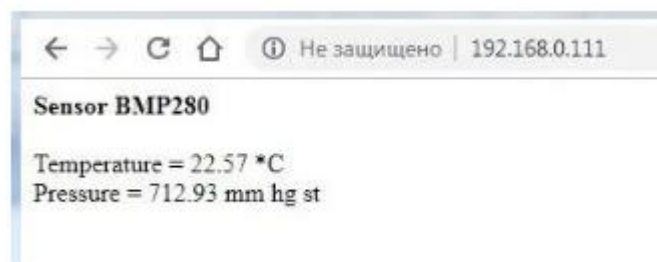 Не защищено | 192.168.0.111
Sensor BMP280
Temperature = 22.57 *C
Pressure = 712.93 mm hg st